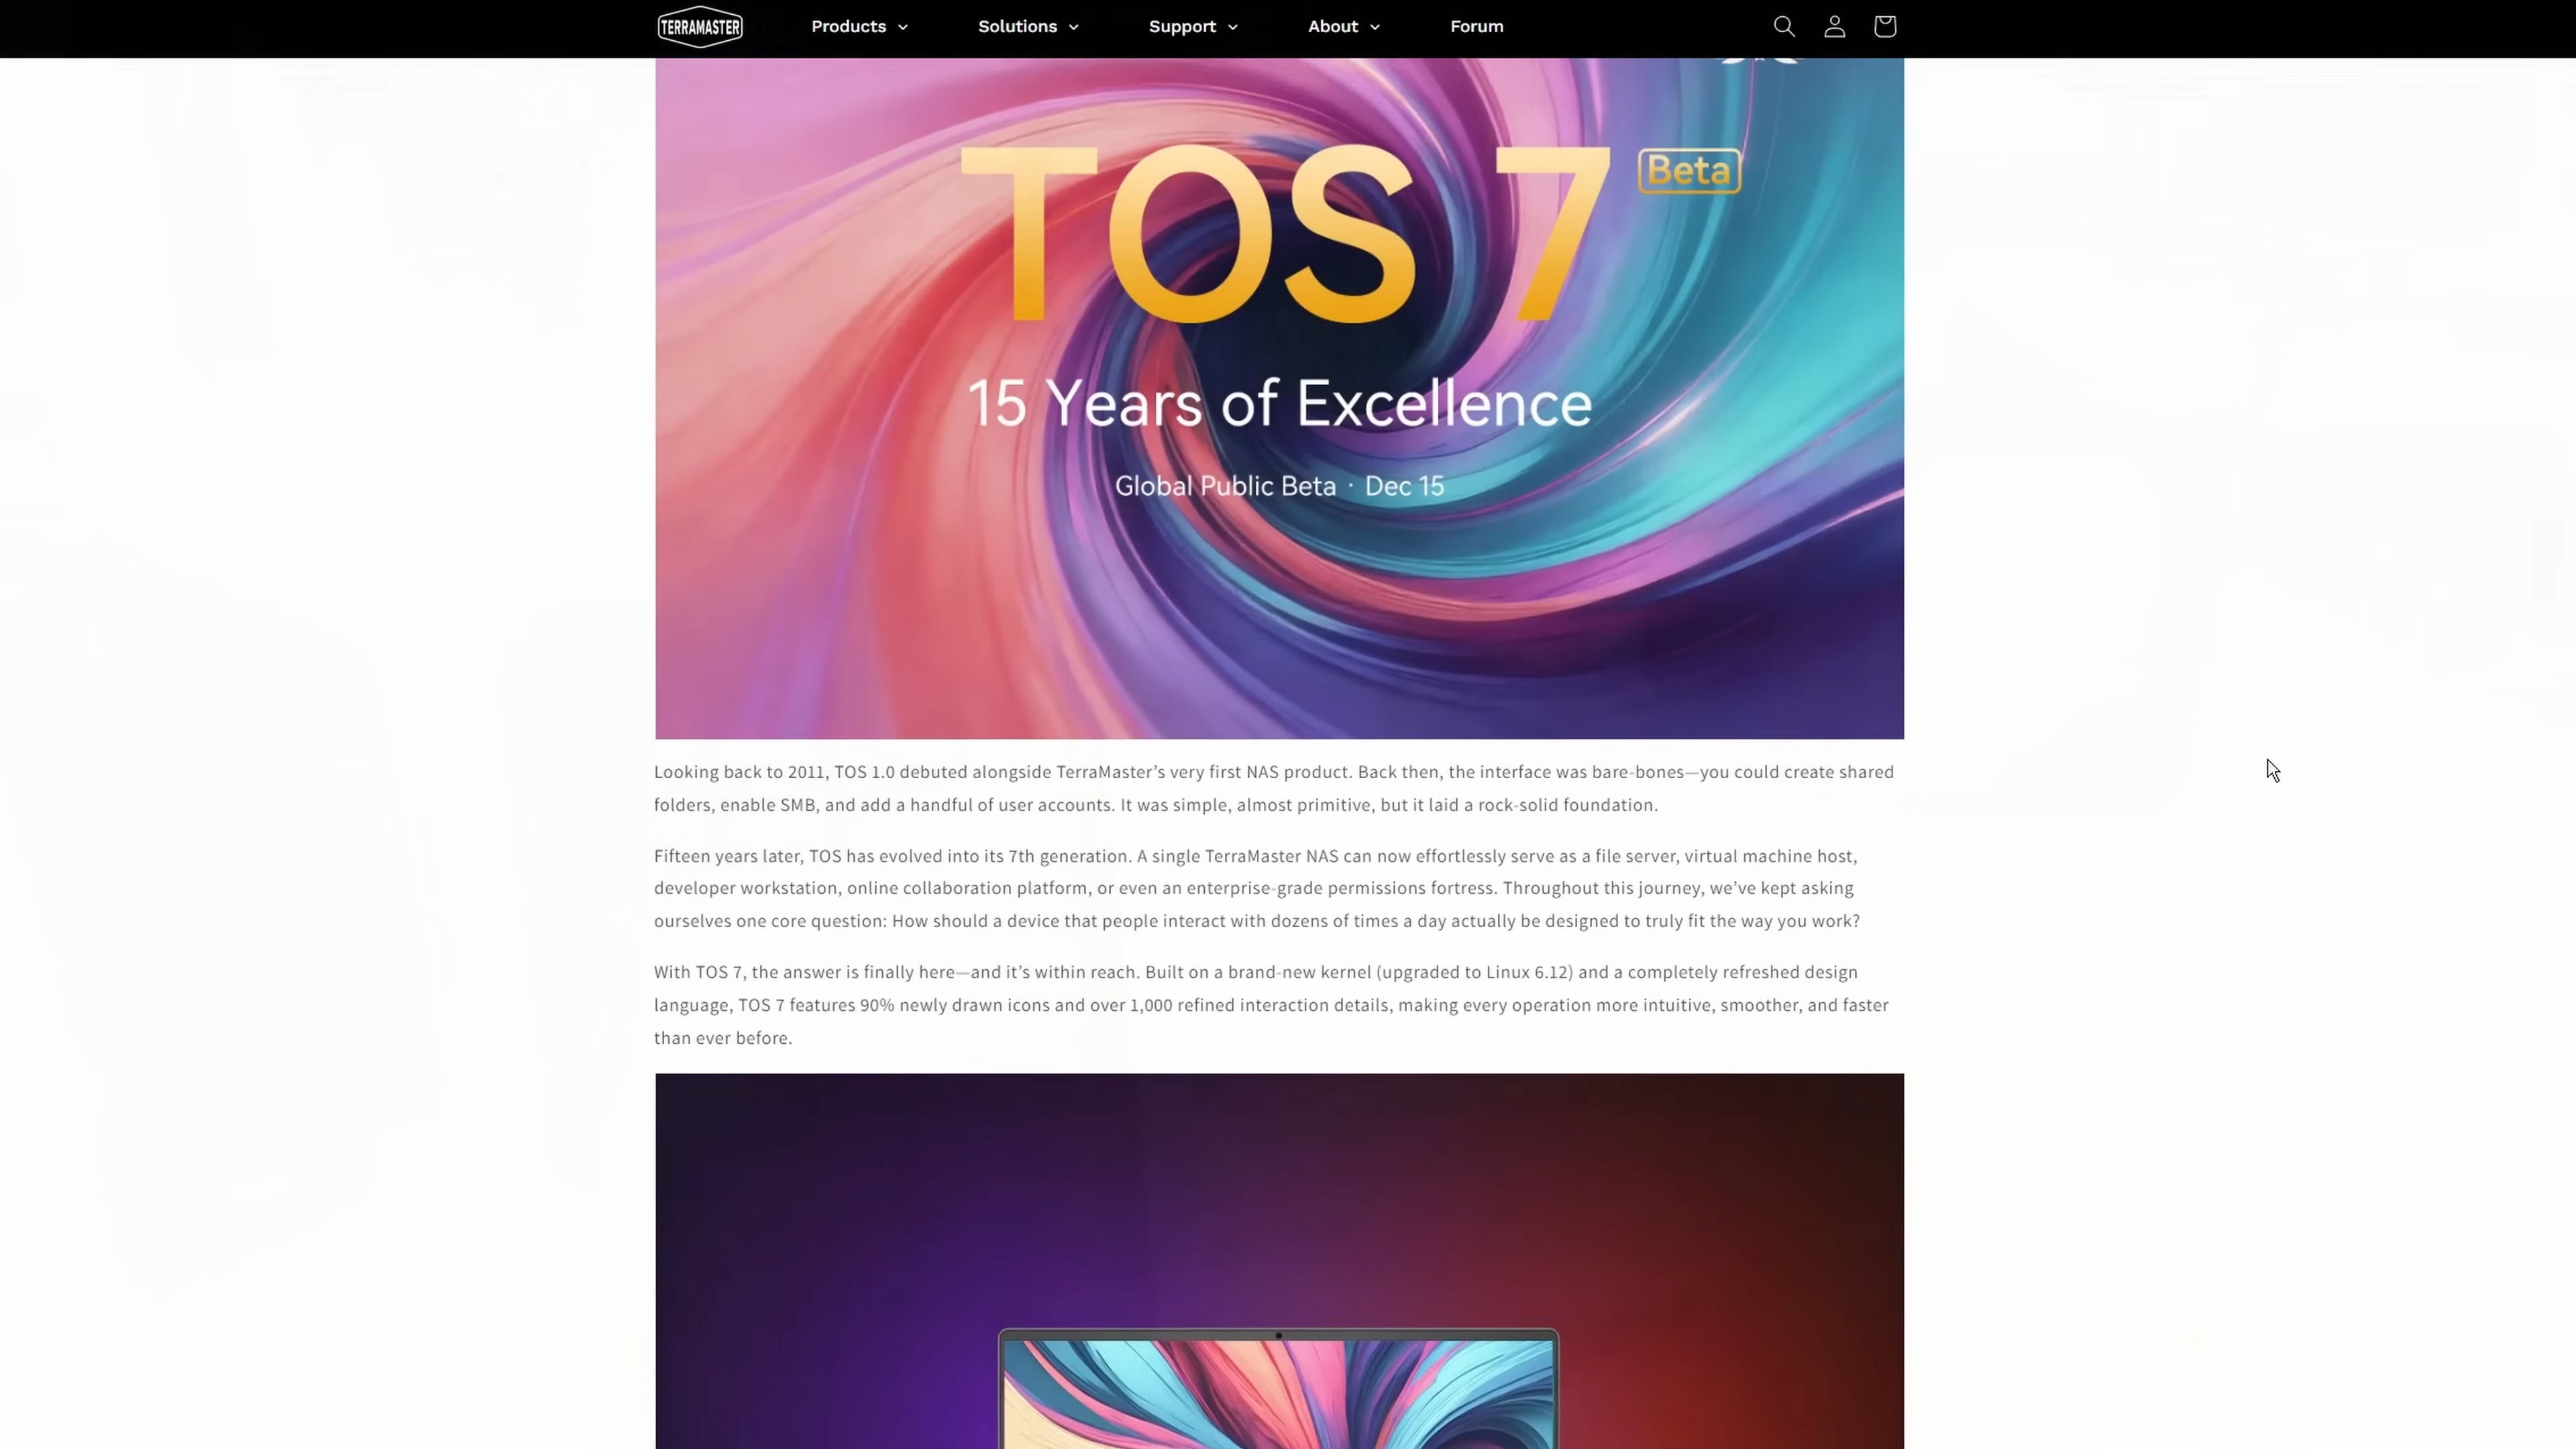 TERRAMASTER
Products
Solutions
Support
About
Forum
TOS 7
Beta
15 Years of Excellence
Global Public Beta · Dec 15
Looking back to 2011, TOS 1.0 debuted alongside TerraMaster’s very first NAS product. Back then, the interface was bare-bones—you could create shared
folders, enable SMB, and add a handful of user accounts. It was simple, almost primitive, but it laid a rock-solid foundation.
Fifteen years later, TOS has evolved into its 7th generation. A single TerraMaster NAS can now effortlessly serve as a file server, virtual machine host,
developer workstation, online collaboration platform, or even an enterprise-grade permissions fortress. Throughout this journey, we’ve kept asking
ourselves one core question: How should a device that people interact with dozens of times a day actually be designed to truly fit the way you work?
With TOS 7, the answer is finally here—and it’s within reach. Built on a brand-new kernel (upgraded to Linux 6.12) and a completely refreshed design
language, TOS 7 features 90% newly drawn icons and over 1,000 refined interaction details, making every operation more intuitive, smoother, and faster
than ever before.